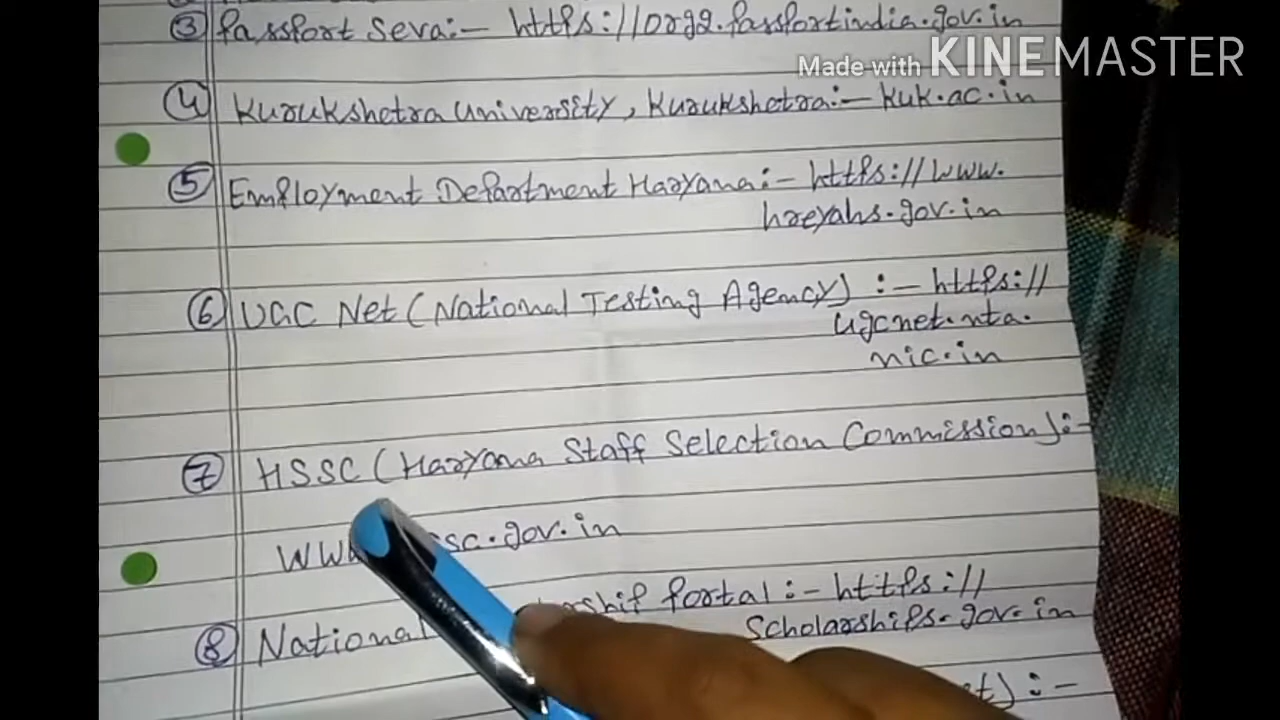 ③ Passport Seva:- https://org2.passportindia.gov.in
Made with KINEMASTER
④ Kurukshetra University, Kurukshetra:- kuk.ac.in
⑤ Employment Department Haryana:- https://www.
hreyahs.gov.in
⑥ UGC Net (National Testing Agency) :- https://
ugcnet.nta.
nic.in
⑦ HSSC (Haryana Staff Selection Commission):-
sc.gov.in
⑧ National Portal :- https://
Scholarships.gov.in
:-